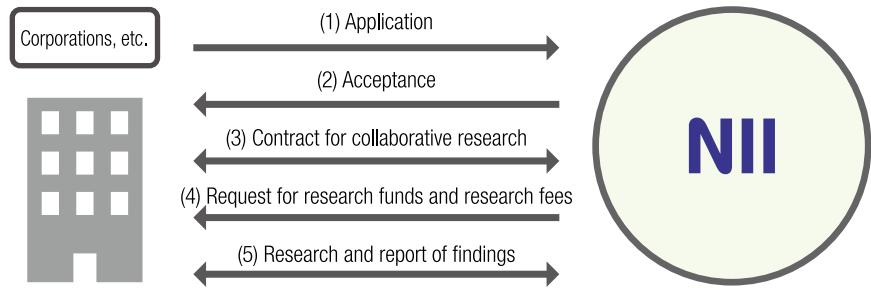 Corporations, etc.
(1) Application
(2) Acceptance
(3) Contract for collaborative research
(4) Request for research funds and research fees
(5) Research and report of findings
NII